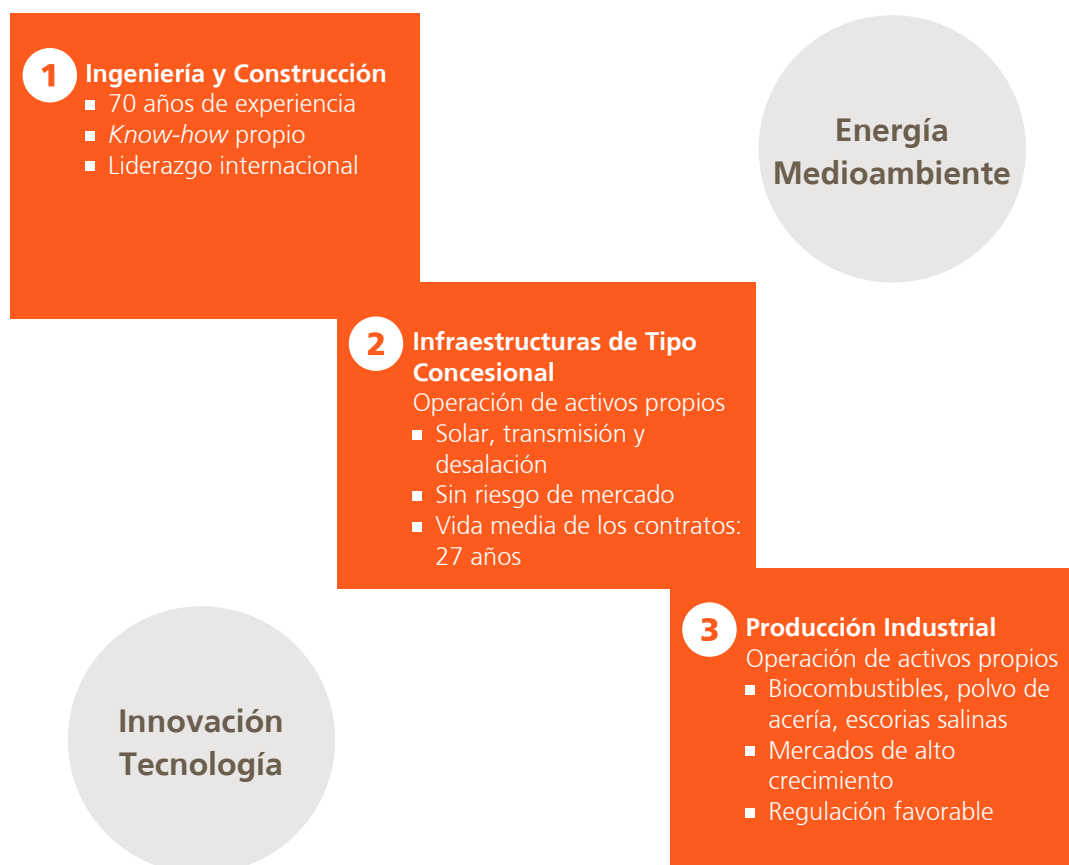 1
Ingeniería y Construcción
▪ 70 años de experiencia
▪ Know-how propio
▪ Liderazgo internacional
Energía
Medioambiente
2
Infraestructuras de Tipo
Concesional
Operación de activos propios
▪ Solar, transmisión y
desalación
▪ Sin riesgo de mercado
▪ Vida media de los contratos:
27 años
Innovación
Tecnología
3
Producción Industrial
Operación de activos propios
▪ Biocombustibles, polvo de
acería, escorias salinas
▪ Mercados de alto
crecimiento
▪ Regulación favorable